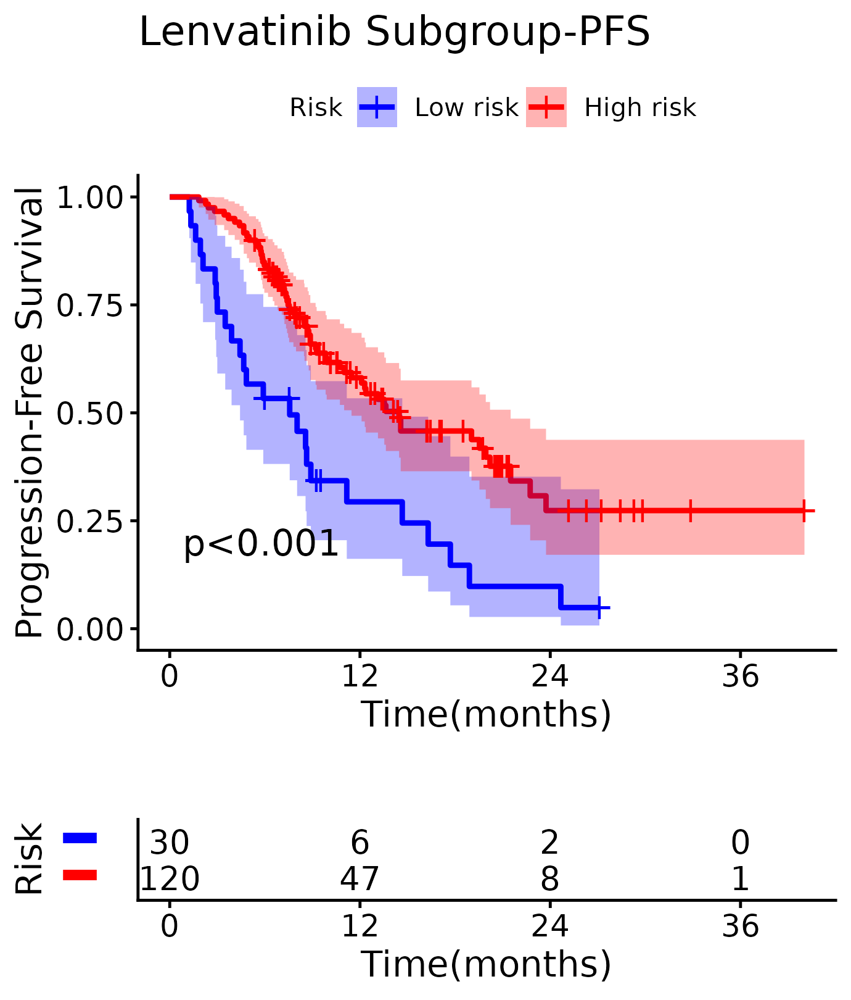 Lenvatinib Subgroup-PFS
Risk Low risk High risk
Progression-Free Survival
1.00
0.75
0.50
0.25
0.00
p<0.001
0 12 24 36
Time(months)
Risk
30 6 2 0
120 47 8 1
0 12 24 36
Time(months)